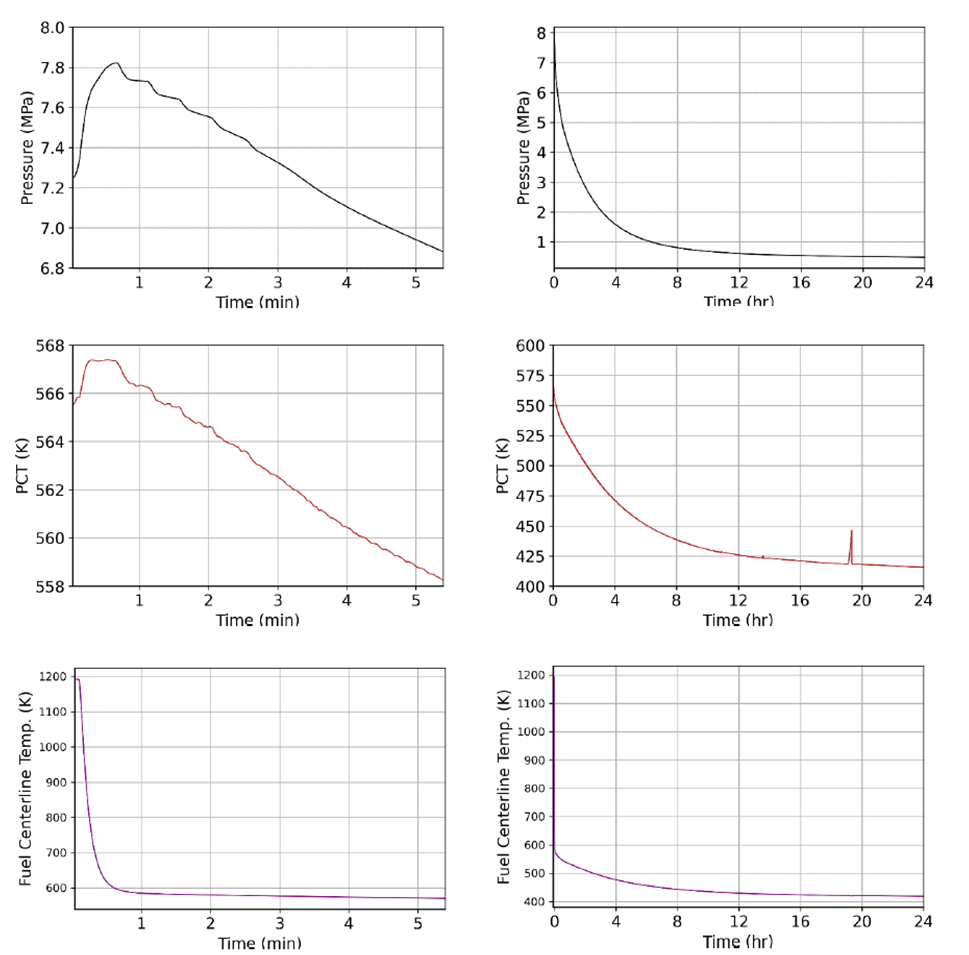 Pressure (MPa)
8.0
7.8
7.6
7.4
7.2
7.0
6.8
1 2 3 4 5
Time (min)
Pressure (MPa)
8
7
6
5
4
3
2
1
0 4 8 12 16 20 24
Time (hr)
PCT (K)
568
566
564
562
560
558
1 2 3 4 5
Time (min)
PCT (K)
600
575
550
525
500
475
450
425
400
0 4 8 12 16 20 24
Time (hr)
Fuel Centerline Temp. (K)
1200
1100
1000
900
800
700
600
1 2 3 4 5
Time (min)
Fuel Centerline Temp. (K)
1200
1100
1000
900
800
700
600
500
400
0 4 8 12 16 20 24
Time (hr)